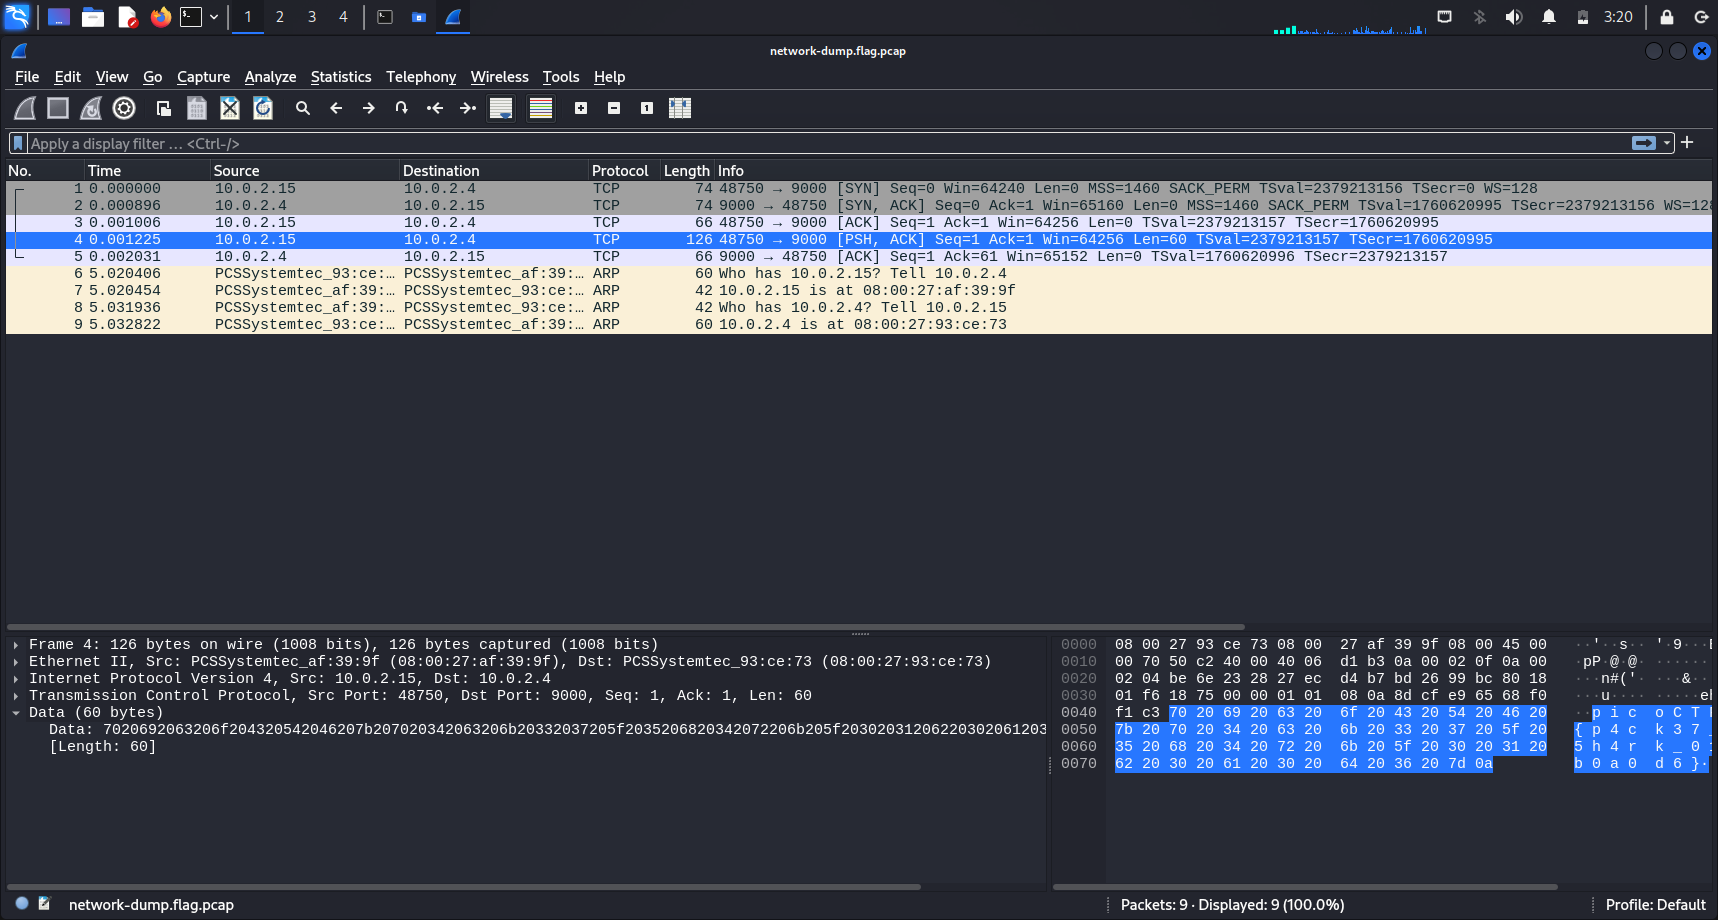 1 2 3 4 3:20
network-dump.flag.pcap
File Edit View Go Capture Analyze Statistics Telephony Wireless Tools Help
Apply a display filter … <Ctrl-/>
No. Time Source Destination Protocol Length Info
1 0.000000 10.0.2.15 10.0.2.4 TCP 74 48750 → 9000 [SYN] Seq=0 Win=64240 Len=0 MSS=1460 SACK_PERM TSval=2379213156 TSecr=0 WS=128
2 0.000896 10.0.2.4 10.0.2.15 TCP 74 9000 → 48750 [SYN, ACK] Seq=0 Ack=1 Win=65160 Len=0 MSS=1460 SACK_PERM TSval=1760620995 TSecr=2379213156 WS=128
3 0.001006 10.0.2.15 10.0.2.4 TCP 66 48750 → 9000 [ACK] Seq=1 Ack=1 Win=64256 Len=0 TSval=2379213157 TSecr=1760620995
4 0.001225 10.0.2.15 10.0.2.4 TCP 126 48750 → 9000 [PSH, ACK] Seq=1 Ack=1 Win=64256 Len=60 TSval=2379213157 TSecr=1760620995
5 0.002031 10.0.2.4 10.0.2.15 TCP 66 9000 → 48750 [ACK] Seq=1 Ack=61 Win=65152 Len=0 TSval=1760620996 TSecr=2379213157
6 5.020406 PCSSystemtec_93:ce:… PCSSystemtec_af:39:… ARP 60 Who has 10.0.2.15? Tell 10.0.2.4
7 5.020454 PCSSystemtec_af:39:… PCSSystemtec_93:ce:… ARP 42 10.0.2.15 is at 08:00:27:af:39:9f
8 5.031936 PCSSystemtec_af:39:… PCSSystemtec_93:ce:… ARP 42 Who has 10.0.2.4? Tell 10.0.2.15
9 5.032822 PCSSystemtec_93:ce:… PCSSystemtec_af:39:… ARP 60 10.0.2.4 is at 08:00:27:93:ce:73
Frame 4: 126 bytes on wire (1008 bits), 126 bytes captured (1008 bits)
Ethernet II, Src: PCSSystemtec_af:39:9f (08:00:27:af:39:9f), Dst: PCSSystemtec_93:ce:73 (08:00:27:93:ce:73)
Internet Protocol Version 4, Src: 10.0.2.15, Dst: 10.0.2.4
Transmission Control Protocol, Src Port: 48750, Dst Port: 9000, Seq: 1, Ack: 1, Len: 60
Data (60 bytes)
Data: 7020692063206f204320542046207b207020342063206b20332037205f2035206820342072206b205f203020312062203020612​03
[Length: 60]
0000 08 00 27 93 ce 73 08 00 27 af 39 9f 08 00 45 00 ··'··s·· '·9···E
0010 00 70 50 c2 40 00 40 06 d1 b3 0a 00 02 0f 0a 00 ·pP·@·@· ······
0020 02 04 be 6e 23 28 27 ec d4 b7 bd 26 99 bc 80 18 ···n#('· ···&···
0030 01 f6 18 75 00 00 01 01 08 0a 8d cf e9 65 68 f0 ···u···· ·····eh
0040 f1 c3 70 20 69 20 63 20 6f 20 43 20 54 20 46 20 ··p i c o C T F
0050 7b 20 70 20 34 20 63 20 6b 20 33 20 37 20 5f 20 { p 4 c k 3 7 _
0060 35 20 68 20 34 20 72 20 6b 20 5f 20 30 20 31 20 5 h 4 r k _ 0 1
0070 62 20 30 20 61 20 30 20 64 20 36 20 7d 0a b 0 a 0 d 6 }·
network-dump.flag.pcap Packets: 9 · Displayed: 9 (100.0%) Profile: Default